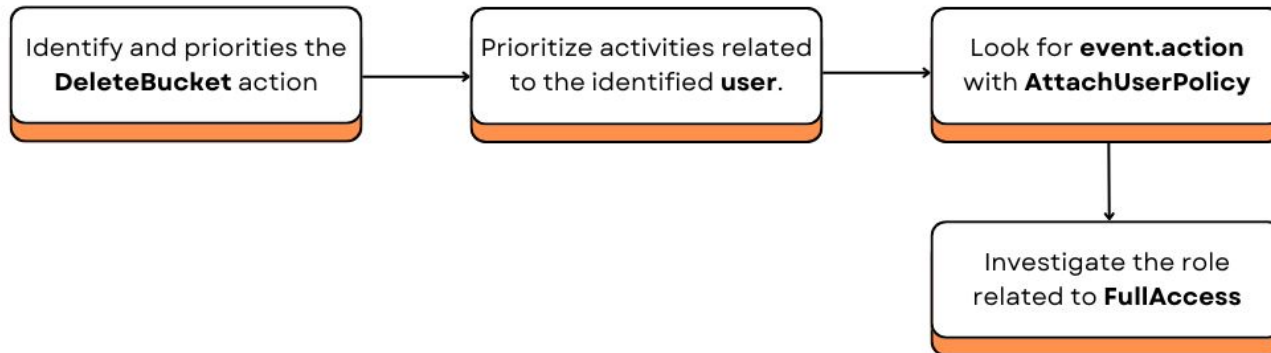 Identify and priorities the
DeleteBucket action
Prioritize activities related
to the identified user.
Look for event.action
with AttachUserPolicy
Investigate the role
related to FullAccess